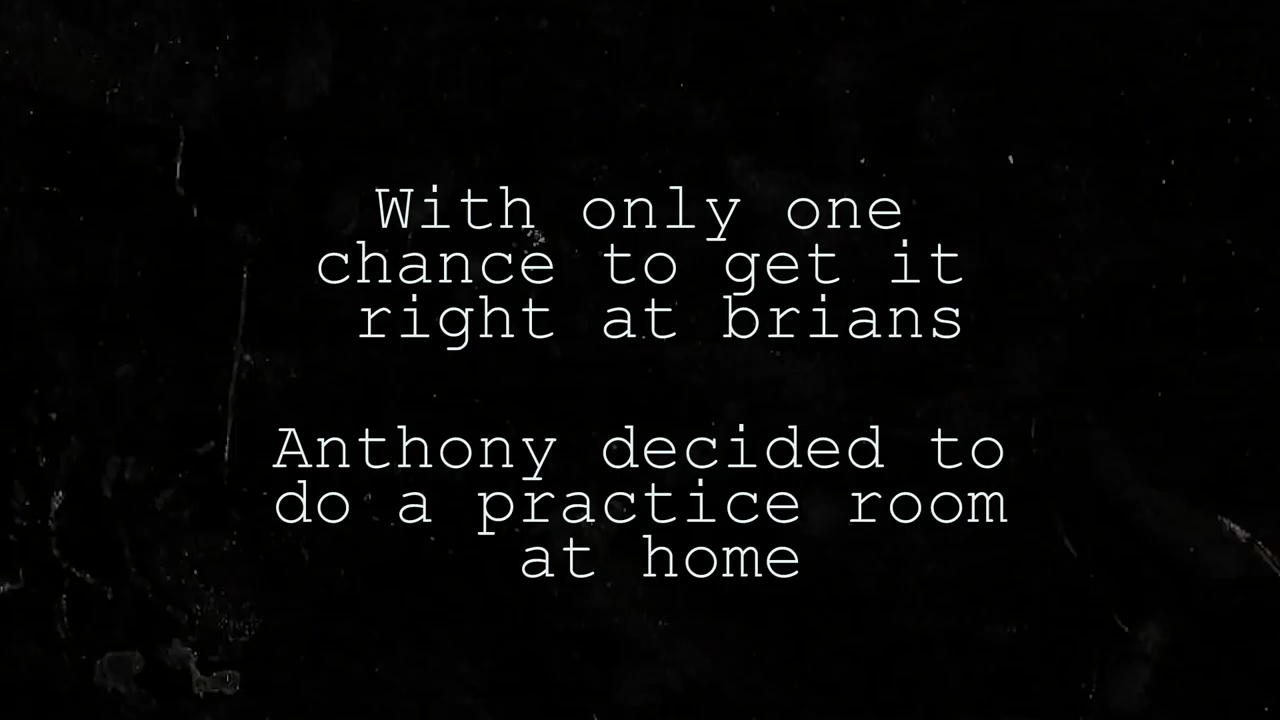 With only one
chance to get it
right at brians
Anthony decided to
do a practice room
at home